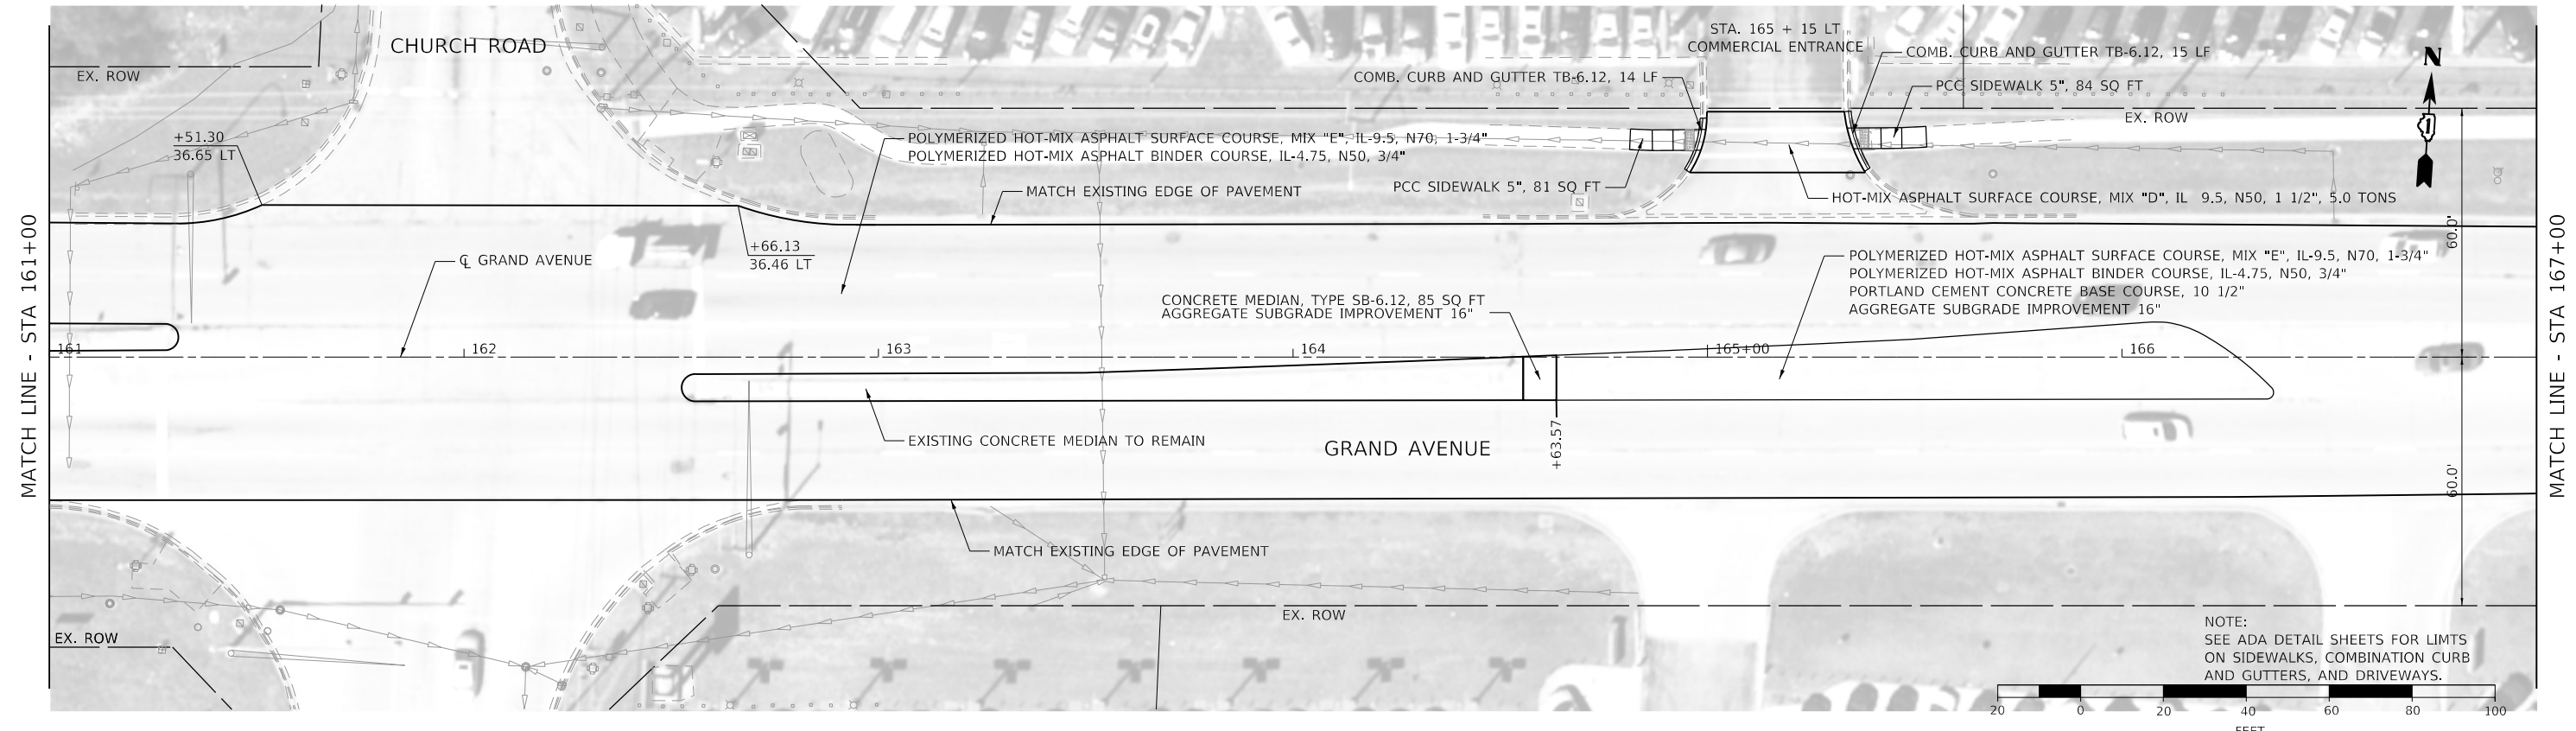 CHURCH ROAD
STA. 165 + 15 LT
COMMERCIAL ENTRANCE
COMB. CURB AND GUTTER TB-6.12, 15 LF
N
EX. ROW
COMB. CURB AND GUTTER TB-6.12, 14 LF
PCC SIDEWALK 5", 84 SQ FT
EX. ROW
+51.30
36.65 LT
POLYMERIZED HOT-MIX ASPHALT SURFACE COURSE, MIX "E", IL-9.5, N70, 1-3/4"
POLYMERIZED HOT-MIX ASPHALT BINDER COURSE, IL-4.75, N50, 3/4"
MATCH EXISTING EDGE OF PAVEMENT
PCC SIDEWALK 5", 81 SQ FT
HOT-MIX ASPHALT SURFACE COURSE, MIX "D", IL 9.5, N50, 1 1/2", 5.0 TONS
MATCH LINE - STA 161+00
MATCH LINE - STA 167+00
60.0'
+66.13
36.46 LT
℄ GRAND AVENUE
POLYMERIZED HOT-MIX ASPHALT SURFACE COURSE, MIX "E", IL-9.5, N70, 1-3/4"
POLYMERIZED HOT-MIX ASPHALT BINDER COURSE, IL-4.75, N50, 3/4"
PORTLAND CEMENT CONCRETE BASE COURSE, 10 1/2"
AGGREGATE SUBGRADE IMPROVEMENT 16"
CONCRETE MEDIAN, TYPE SB-6.12, 85 SQ FT
AGGREGATE SUBGRADE IMPROVEMENT 16"
161
162
163
164
165+00
166
EXISTING CONCRETE MEDIAN TO REMAIN
GRAND AVENUE
+63.57
60.0'
MATCH EXISTING EDGE OF PAVEMENT
EX. ROW
EX. ROW
NOTE:
SEE ADA DETAIL SHEETS FOR LIMTS
ON SIDEWALKS, COMBINATION CURB
AND GUTTERS, AND DRIVEWAYS.
20 0 20 40 60 80 100
FEET